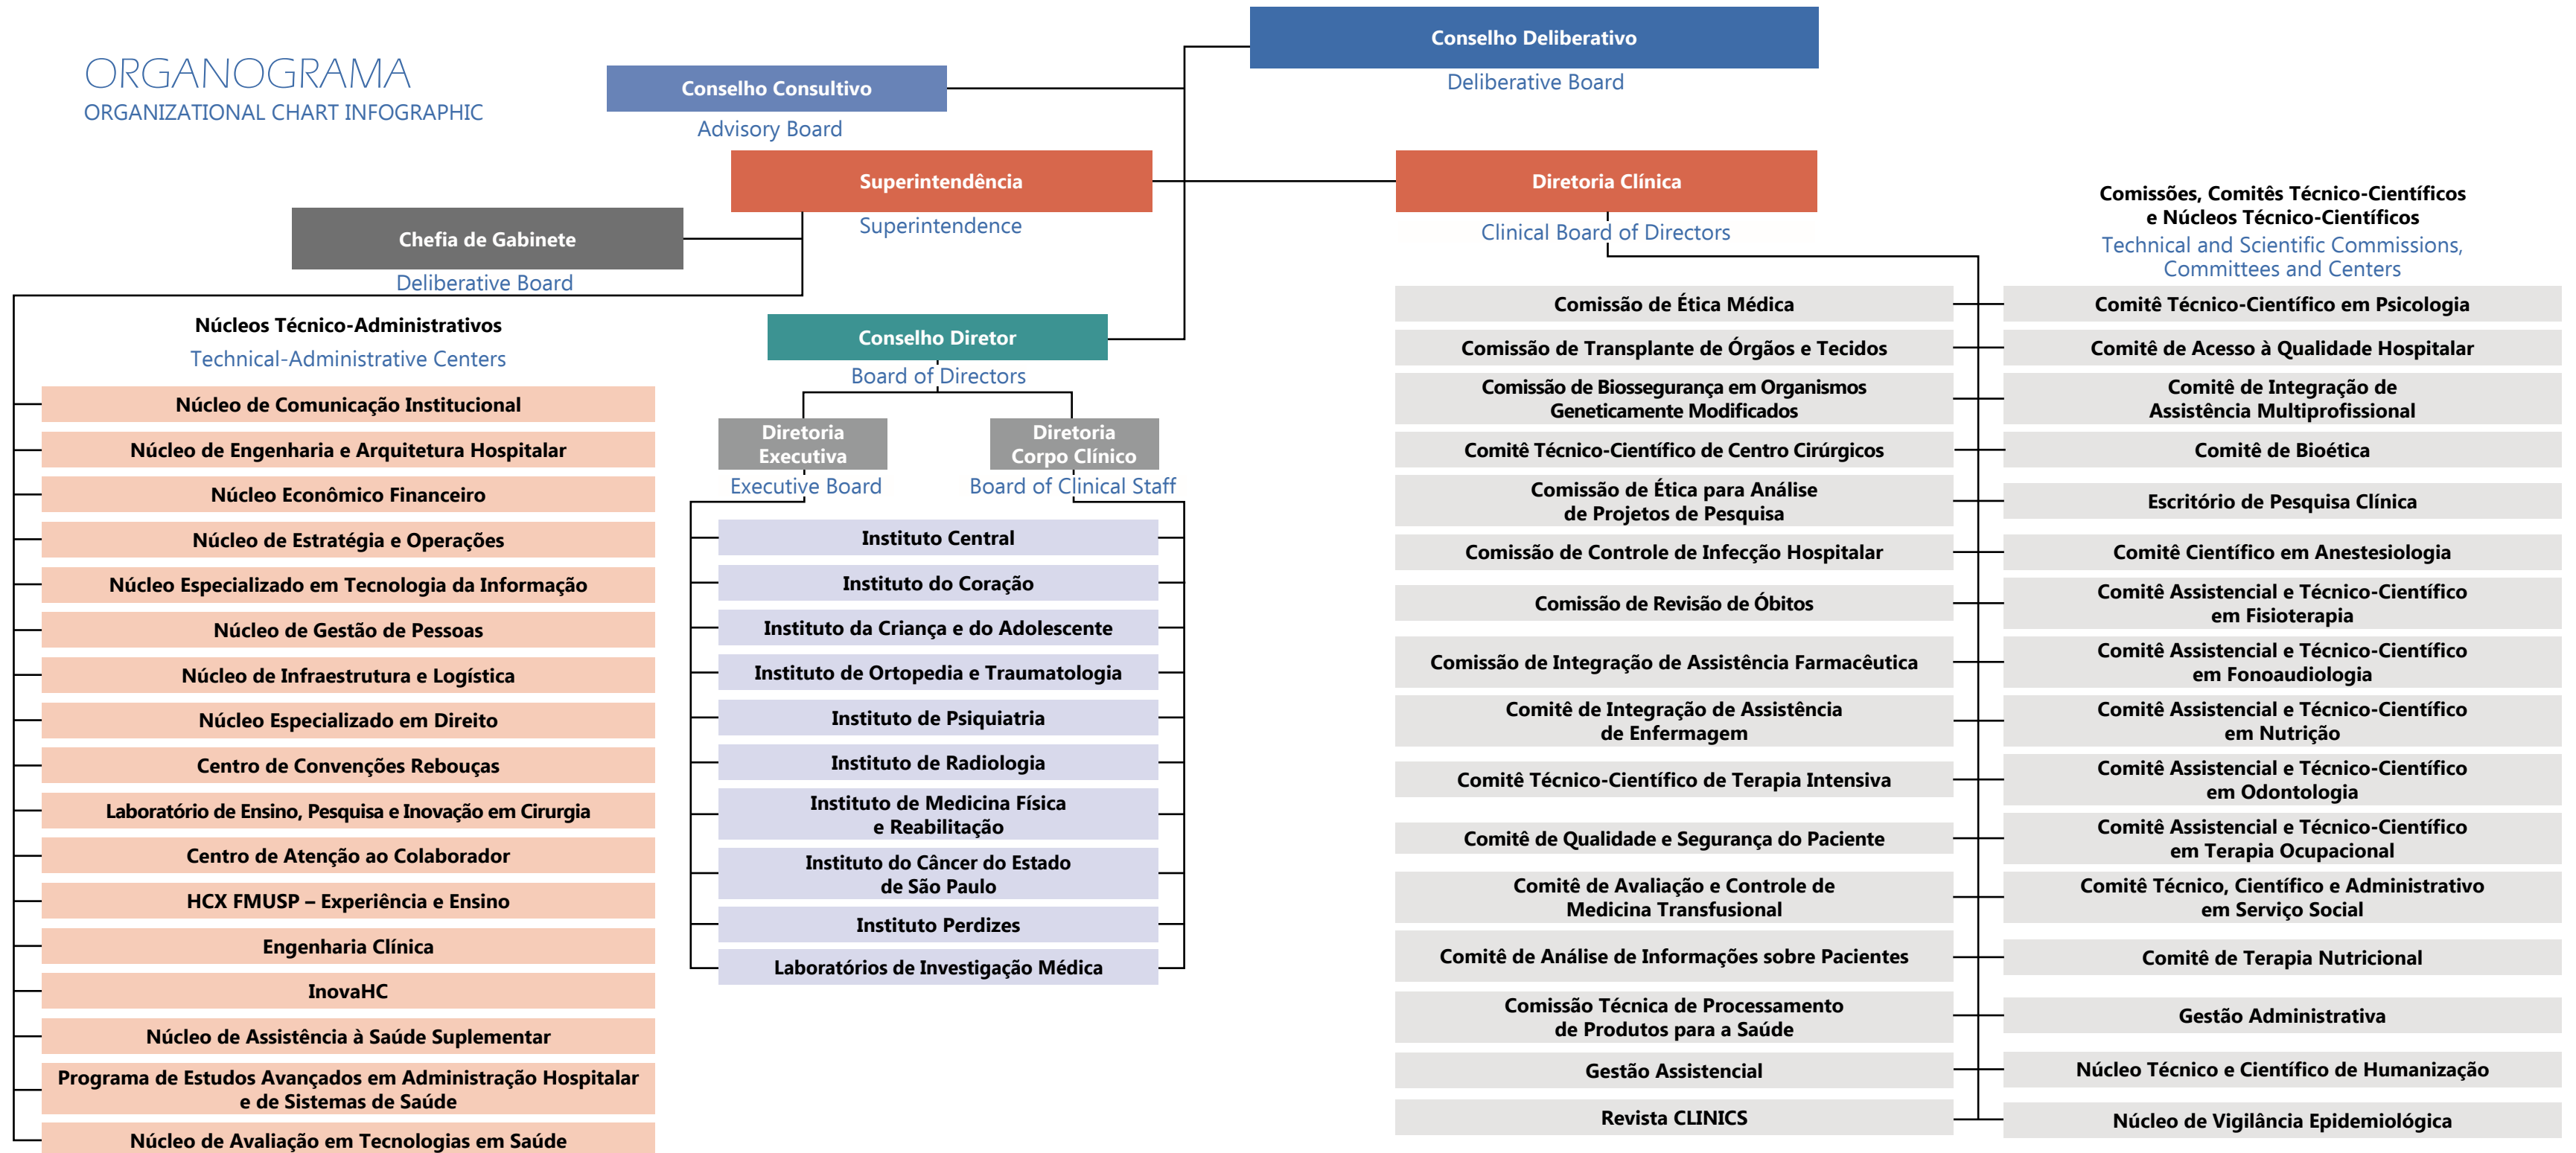 ORGANOGRAMA
ORGANIZATIONAL CHART INFOGRAPHIC
Conselho Deliberativo
Deliberative Board
Conselho Consultivo
Advisory Board
Superintendência
Superintendence
Diretoria Clínica
Clinical Board of Directors
Chefia de Gabinete
Deliberative Board
Núcleos Técnico-Administrativos
Technical-Administrative Centers
Núcleo de Comunicação Institucional
Núcleo de Engenharia e Arquitetura Hospitalar
Núcleo Econômico Financeiro
Núcleo de Estratégia e Operações
Núcleo Especializado em Tecnologia da Informação
Núcleo de Gestão de Pessoas
Núcleo de Infraestrutura e Logística
Núcleo Especializado em Direito
Centro de Convenções Rebouças
Laboratório de Ensino, Pesquisa e Inovação em Cirurgia
Centro de Atenção ao Colaborador
HCX FMUSP – Experiência e Ensino
Engenharia Clínica
InovaHC
Núcleo de Assistência à Saúde Suplementar
Programa de Estudos Avançados em Administração Hospitalar
e de Sistemas de Saúde
Núcleo de Avaliação em Tecnologias em Saúde
Conselho Diretor
Board of Directors
Diretoria
Executiva
Executive Board
Diretoria
Corpo Clínico
Board of Clinical Staff
Instituto Central
Instituto do Coração
Instituto da Criança e do Adolescente
Instituto de Ortopedia e Traumatologia
Instituto de Psiquiatria
Instituto de Radiologia
Instituto de Medicina Física
e Reabilitação
Instituto do Câncer do Estado
de São Paulo
Instituto Perdizes
Laboratórios de Investigação Médica
Comissão de Ética Médica
Comissão de Transplante de Órgãos e Tecidos
Comissão de Biossegurança em Organismos
Geneticamente Modificados
Comitê Técnico-Científico de Centro Cirúrgicos
Comissão de Ética para Análise
de Projetos de Pesquisa
Comissão de Controle de Infecção Hospitalar
Comissão de Revisão de Óbitos
Comissão de Integração de Assistência Farmacêutica
Comitê de Integração de Assistência
de Enfermagem
Comitê Técnico-Científico de Terapia Intensiva
Comitê de Qualidade e Segurança do Paciente
Comitê de Avaliação e Controle de
Medicina Transfusional
Comitê de Análise de Informações sobre Pacientes
Comissão Técnica de Processamento
de Produtos para a Saúde
Gestão Assistencial
Revista CLINICS
Comissões, Comitês Técnico-Científicos
e Núcleos Técnico-Científicos
Technical and Scientific Commissions,
Committees and Centers
Comitê Técnico-Científico em Psicologia
Comitê de Acesso à Qualidade Hospitalar
Comitê de Integração de
Assistência Multiprofissional
Comitê de Bioética
Escritório de Pesquisa Clínica
Comitê Científico em Anestesiologia
Comitê Assistencial e Técnico-Científico
em Fisioterapia
Comitê Assistencial e Técnico-Científico
em Fonoaudiologia
Comitê Assistencial e Técnico-Científico
em Nutrição
Comitê Assistencial e Técnico-Científico
em Odontologia
Comitê Assistencial e Técnico-Científico
em Terapia Ocupacional
Comitê Técnico, Científico e Administrativo
em Serviço Social
Comitê de Terapia Nutricional
Gestão Administrativa
Núcleo Técnico e Científico de Humanização
Núcleo de Vigilância Epidemiológica